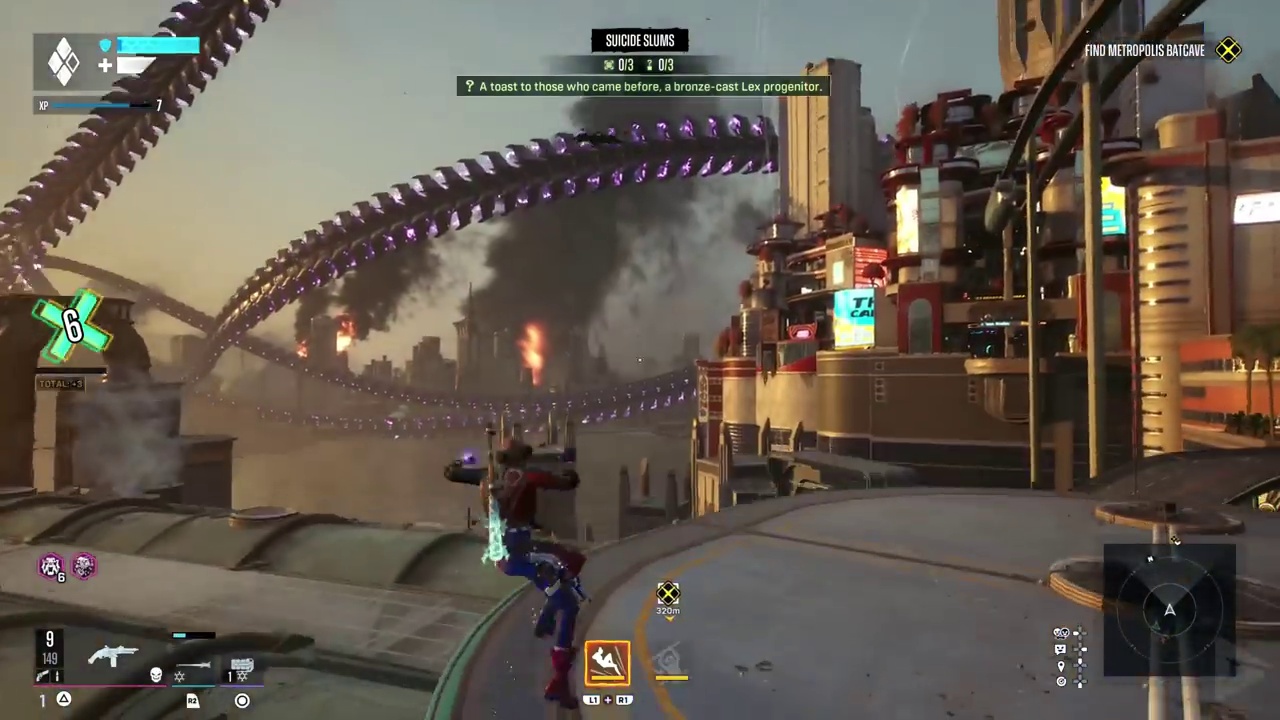 SUICIDE SLUMS
0/3 0/3
? A toast to those who came before, a bronze-cast Lex progenitor.
FIND METROPOLIS BATCAVE
XP 7
6
TOTAL: +3
6
320m
9
149
1
1
R2
L1 + R1